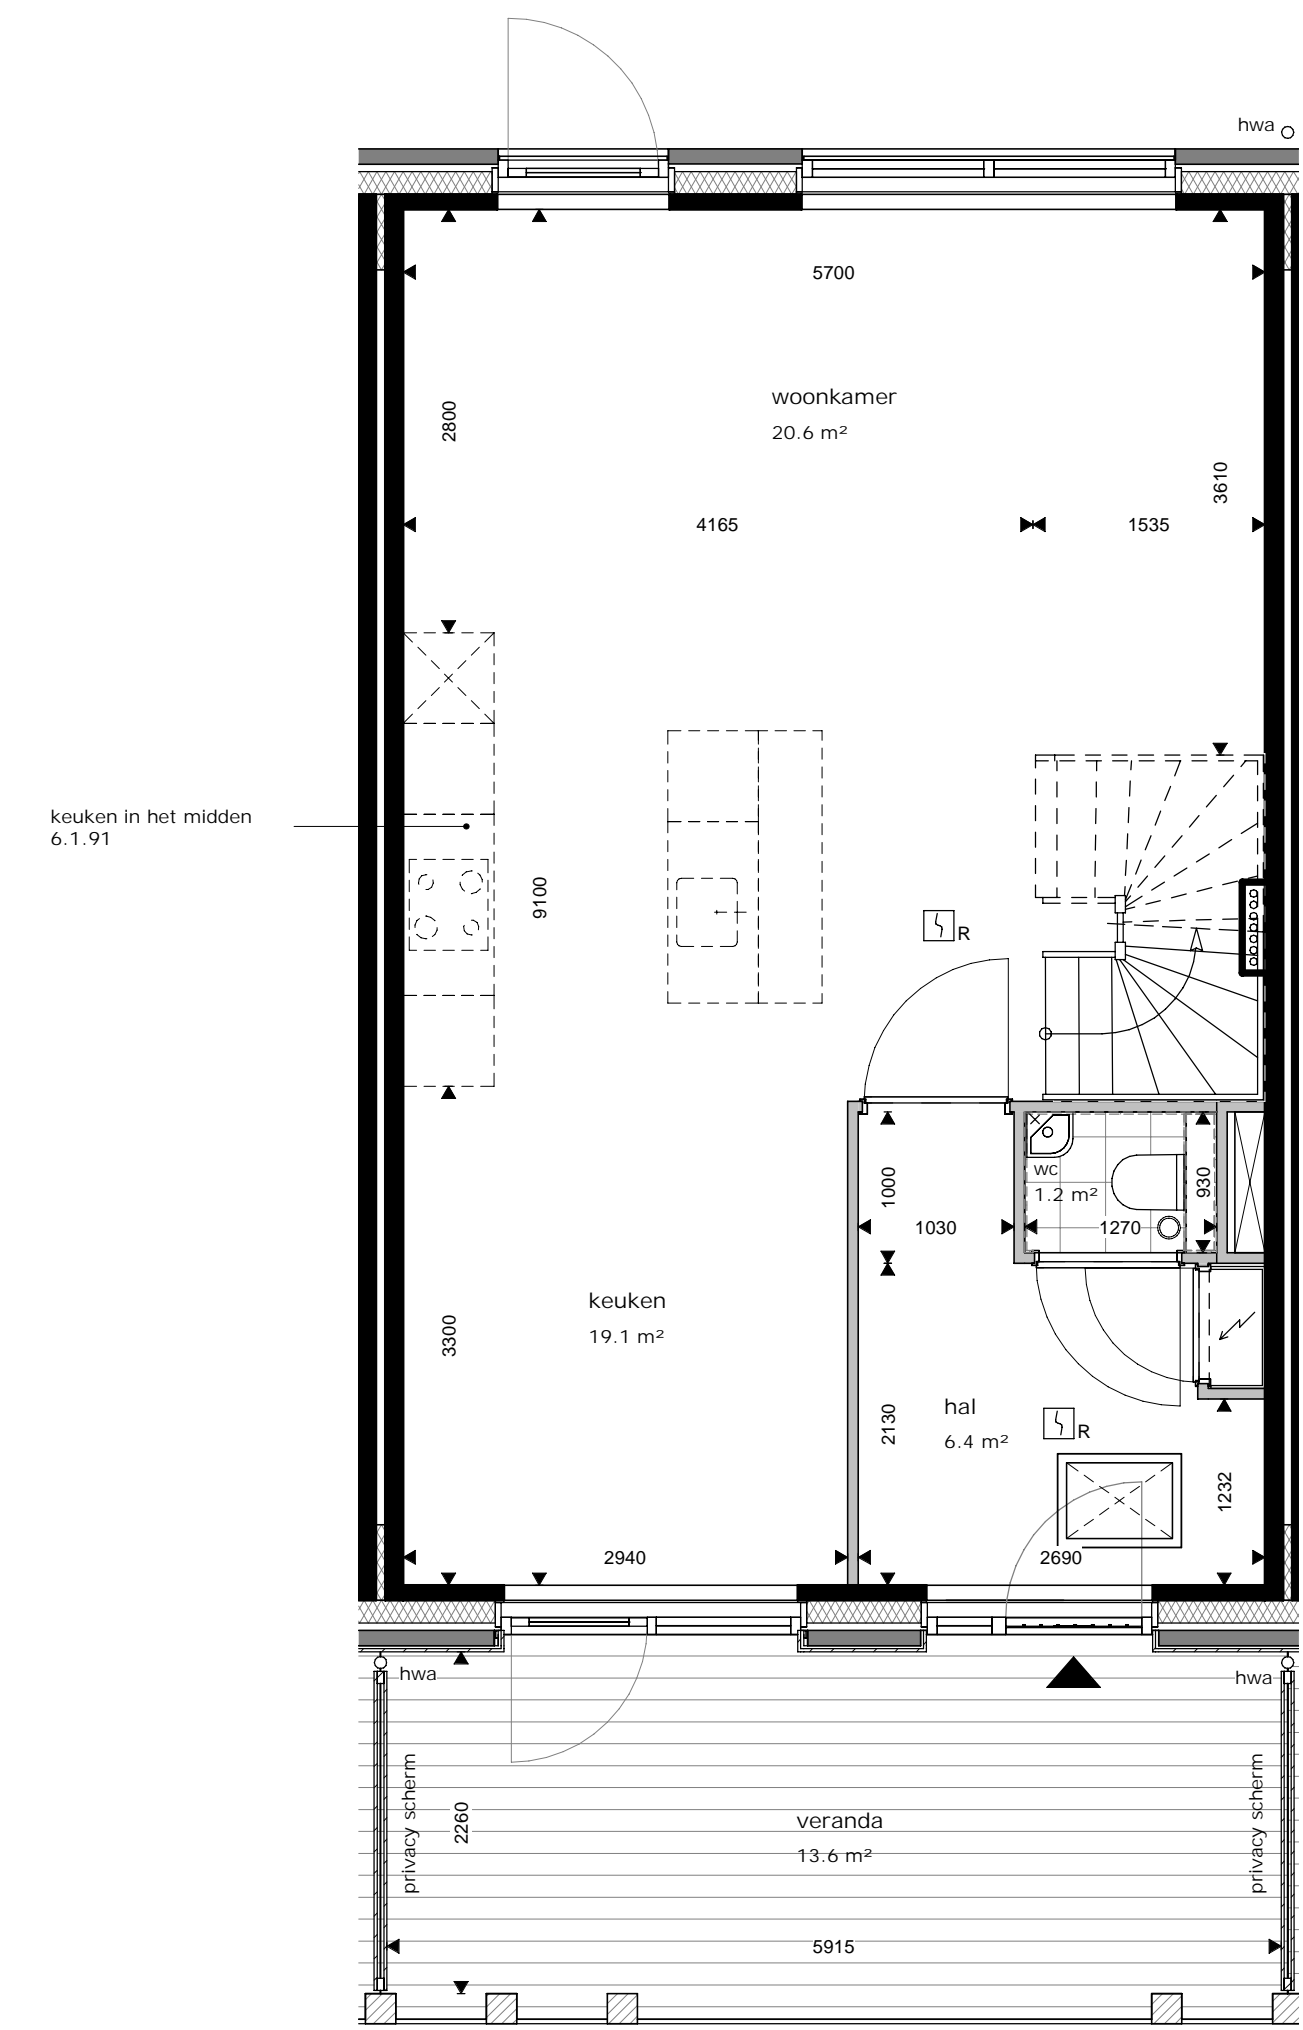 hwa
5700
woonkamer
20.6 m²
2800
3610
4165
1535
keuken in het midden
6.1.91
9100
R
wc
1.2 m²
1000
930
1030
1270
keuken
19.1 m²
3300
hal
6.4 m²
R
2130
1232
2940
2690
hwa
hwa
privacy scherm
privacy scherm
2260
veranda
13.6 m²
5915